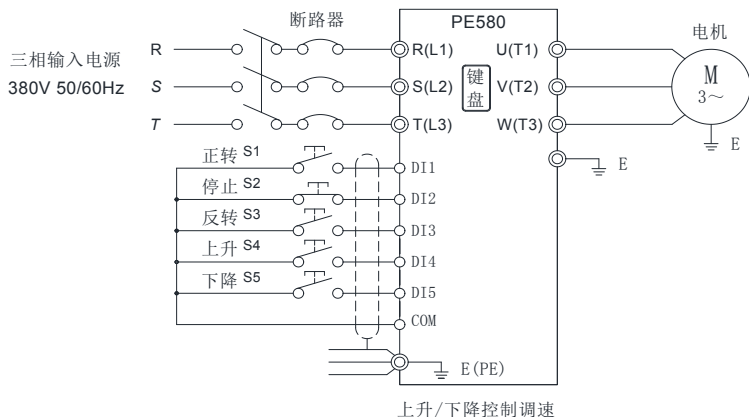 断路器
PE580
电机
三相输入电源
380V 50/60Hz
R
S
T
R(L1)
S(L2)
T(L3)
键盘
U(T1)
V(T2)
W(T3)
M
3～
E
E
正转 S1
DI1
停止 S2
DI2
反转 S3
DI3
上升 S4
DI4
下降 S5
DI5
COM
E(PE)
上升/下降控制调速